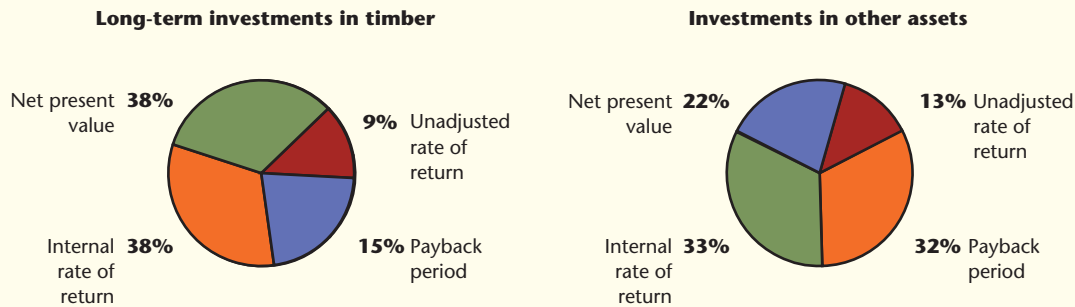 Long-term investments in timber
Net present 38%
value
9% Unadjusted
rate of
return
Internal 38%
rate of
return
15% Payback
period
Investments in other assets
Net present 22%
value
13% Unadjusted
rate of
return
Internal 33%
rate of
return
32% Payback
period